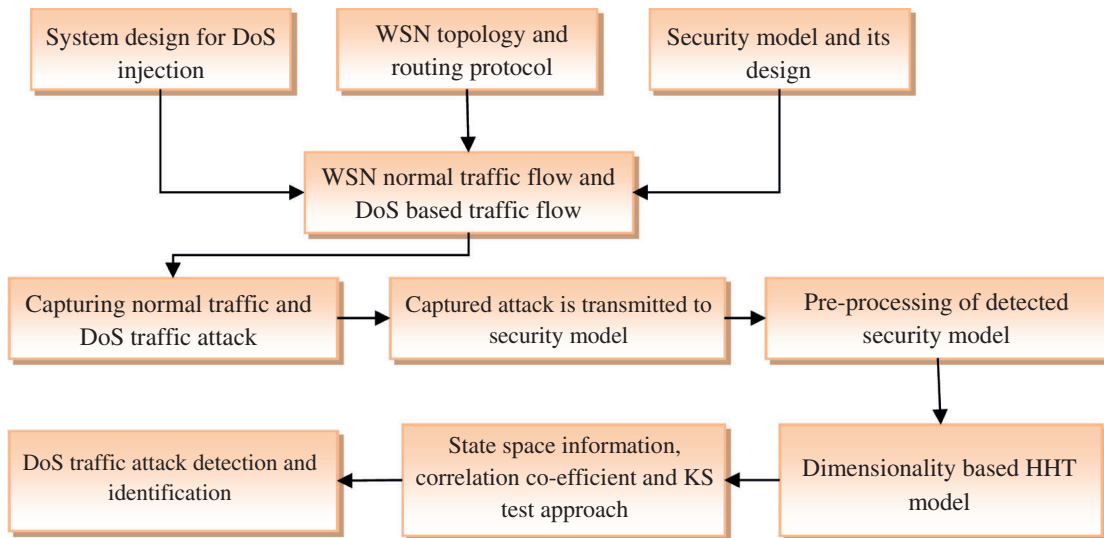 System design for DoS
injection
WSN topology and
routing protocol
Security model and its
design
WSN normal traffic flow and
DoS based traffic flow
Capturing normal traffic and
DoS traffic attack
Captured attack is transmitted to
security model
Pre-processing of detected
security model
DoS traffic attack detection and
identification
State space information,
correlation co-efficient and KS
test approach
Dimensionality based HHT
model